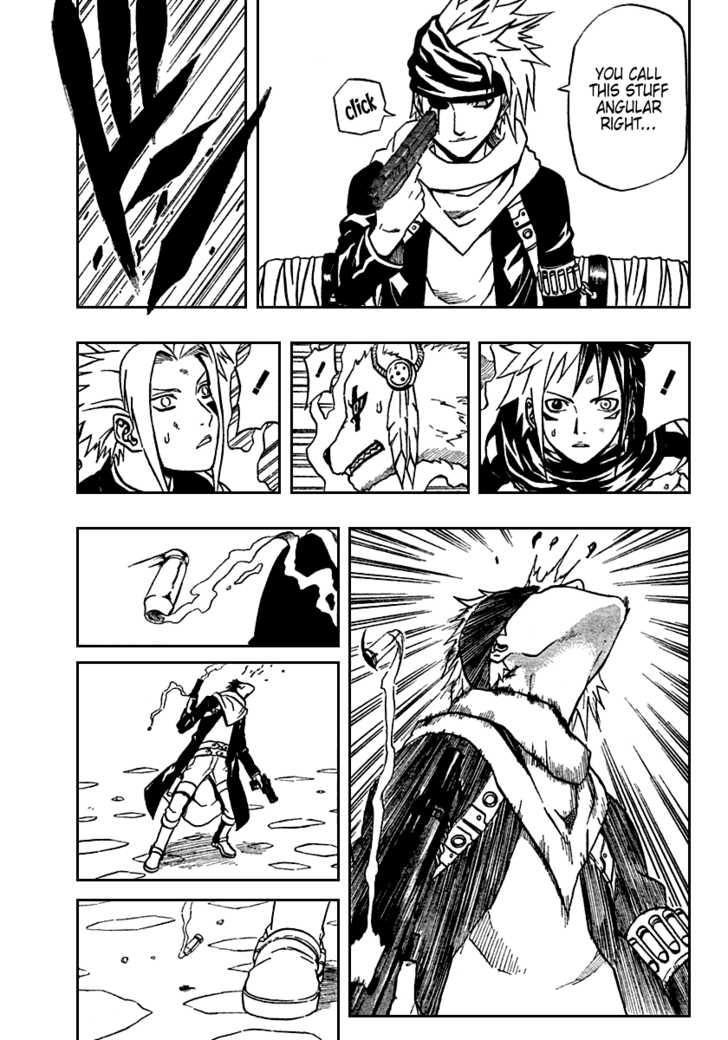 YOU CALL
THIS STUFF
ANGULAR
RIGHT...
click
!
!
!